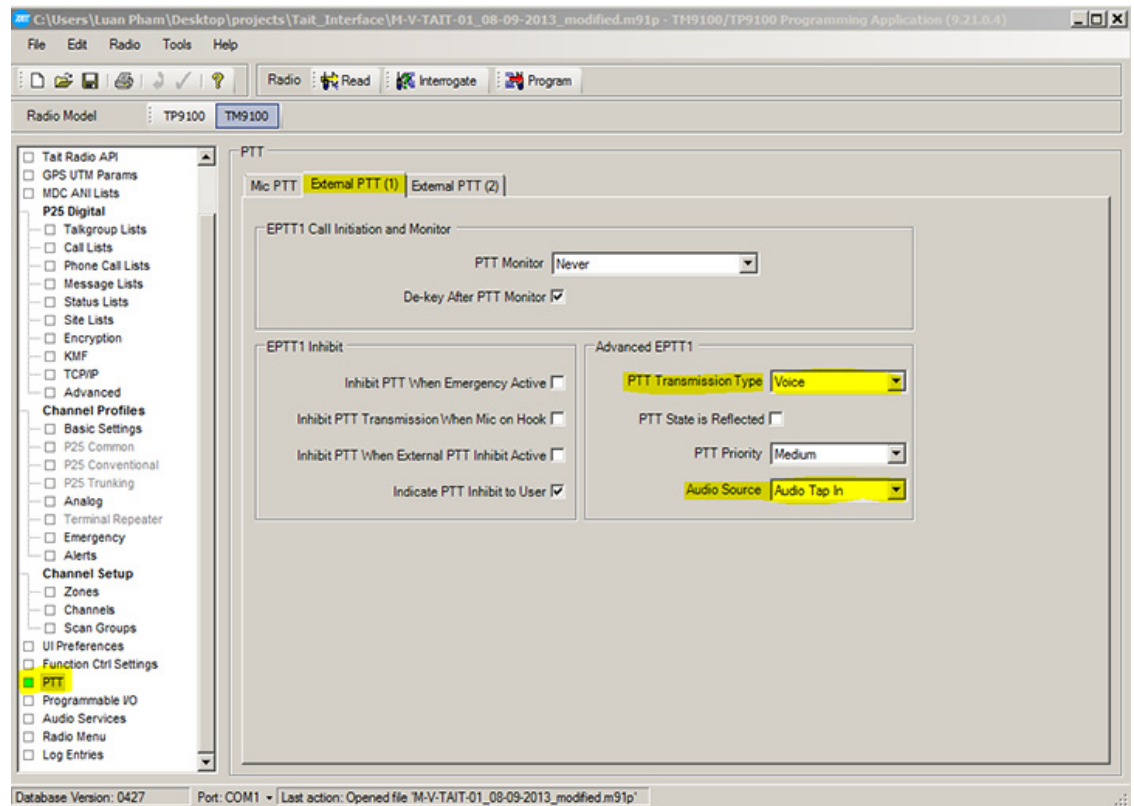 TAIT C:\Users\Luan Pham\Desktop\projects\Tait_Interface\M-V-TAIT-01_08-09-2013_modified.m91p - TM9100/TP9100 Programming Application (9.21.0.4)
File Edit Radio Tools Help
Radio Read Interrogate Program
Radio Model TP9100 TM9100
Tait Radio API
GPS UTM Params
MDC ANI Lists
P25 Digital
Talkgroup Lists
Call Lists
Phone Call Lists
Message Lists
Status Lists
Site Lists
Encryption
KMF
TCP/IP
Advanced
Channel Profiles
Basic Settings
P25 Common
P25 Conventional
P25 Trunking
Analog
Terminal Repeater
Emergency
Alerts
Channel Setup
Zones
Channels
Scan Groups
UI Preferences
Function Ctrl Settings
PTT
Programmable I/O
Audio Services
Radio Menu
Log Entries
PTT
Mic PTT External PTT (1) External PTT (2)
EPTT1 Call Initiation and Monitor
PTT Monitor Never
De-key After PTT Monitor
EPTT1 Inhibit
Inhibit PTT When Emergency Active
Inhibit PTT Transmission When Mic on Hook
Inhibit PTT When External PTT Inhibit Active
Indicate PTT Inhibit to User
Advanced EPTT1
PTT Transmission Type Voice
PTT State is Reflected
PTT Priority Medium
Audio Source Audio Tap In
Database Version: 0427 Port: COM1 Last action: Opened file 'M-V-TAIT-01_08-09-2013_modfied.m91p'